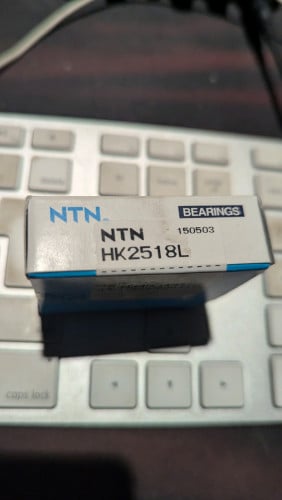 NTN. BEARINGS
NTN 150503
HK2518L
caps lock